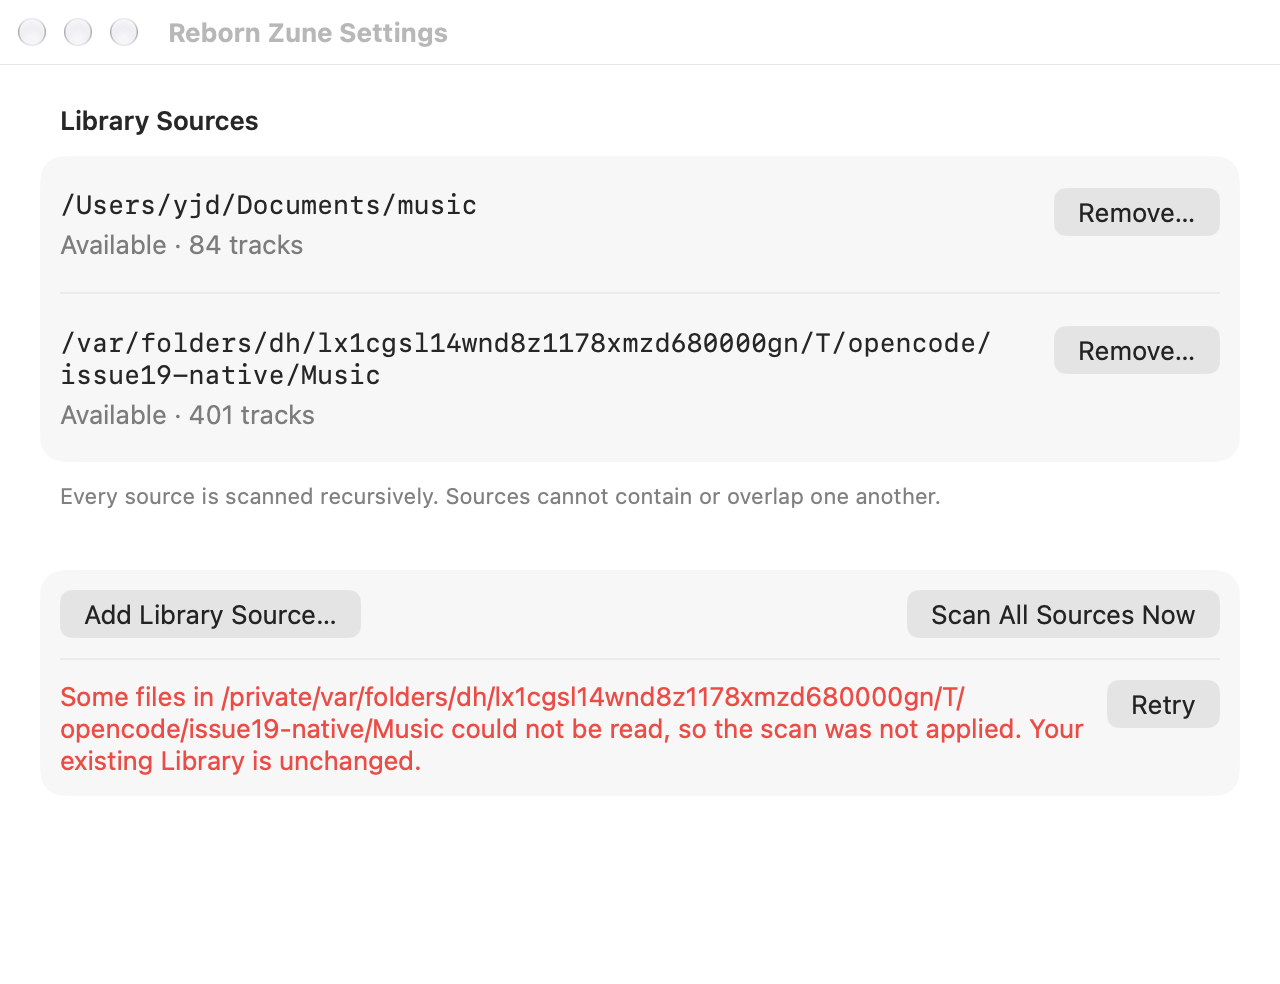 Reborn Zune Settings
Library Sources
/Users/yjd/Documents/music
Remove...
Available · 84 tracks
/var/folders/dh/lx1cgsl14wnd8z1178xmzd680000gn/T/opencode/
issue19-native/Music
Remove...
Available · 401 tracks
Every source is scanned recursively. Sources cannot contain or overlap one another.
Add Library Source...
Scan All Sources Now
Some files in /private/var/folders/dh/lx1cgsl14wnd8z1178xmzd680000gn/T/
opencode/issue19-native/Music could not be read, so the scan was not applied. Your
existing Library is unchanged.
Retry